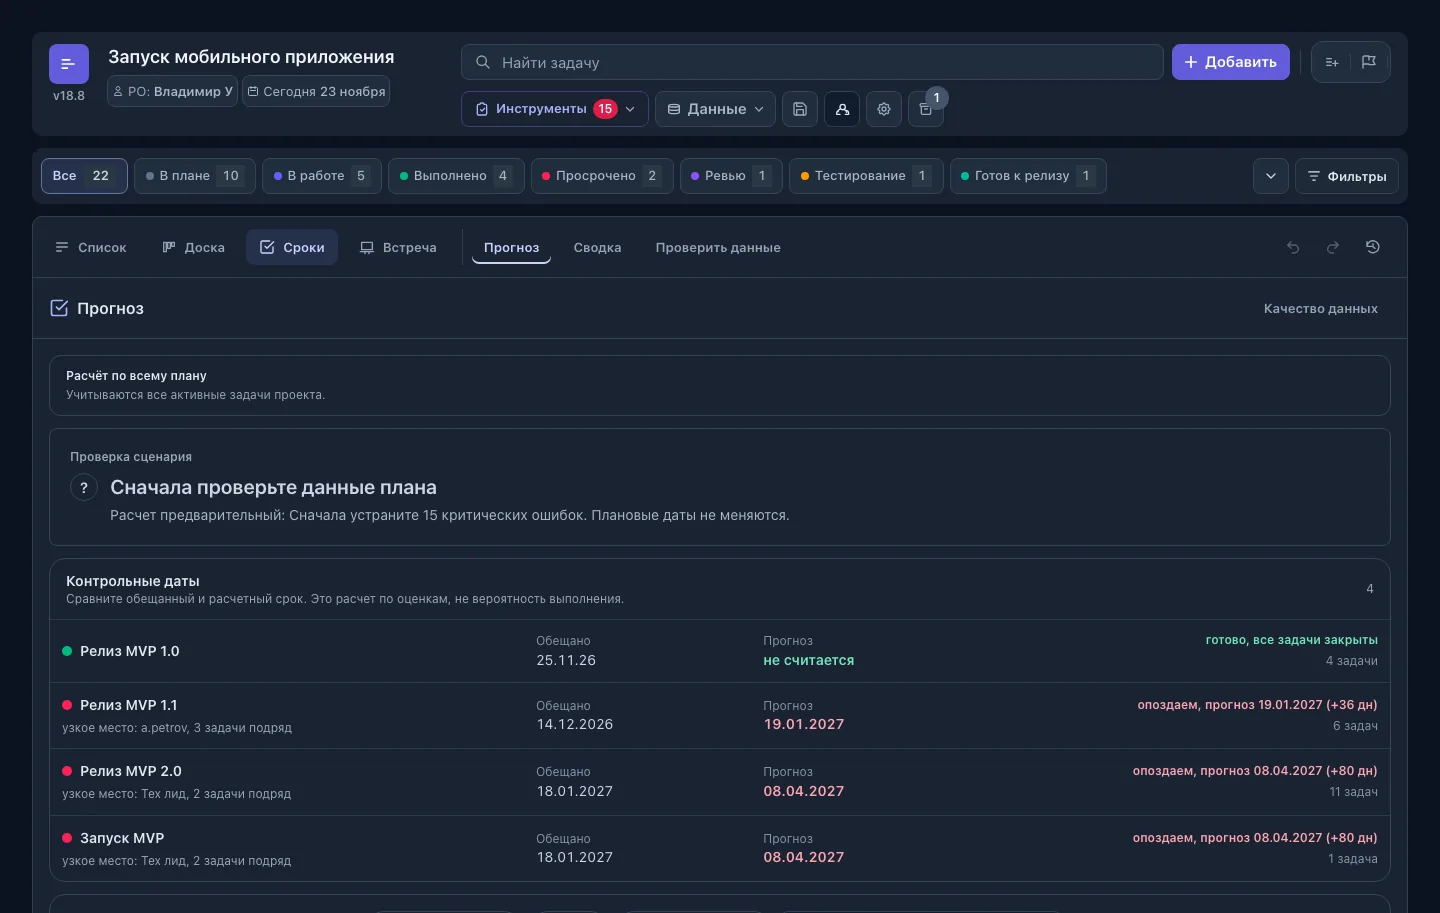 Запуск мобильного приложения
v18.8
PO: Владимир У
Сегодня 23 ноября
Найти задачу
+ Добавить
Инструменты 15
Данные
1
Все 22
В плане 10
В работе 5
Выполнено 4
Просрочено 2
Ревью 1
Тестирование 1
Готов к релизу 1
Фильтры
Список
Доска
Сроки
Встреча
Прогноз
Сводка
Проверить данные
Прогноз
Качество данных
Расчёт по всему плану
Учитываются все активные задачи проекта.
Проверка сценария
? Сначала проверьте данные плана
Расчет предварительный: Сначала устраните 15 критических ошибок. Плановые даты не меняются.
Контрольные даты
Сравните обещанный и расчетный срок. Это расчет по оценкам, не вероятность выполнения.
4
Релиз MVP 1.0
Обещано
25.11.26
Прогноз
не считается
готово, все задачи закрыты
4 задачи
Релиз MVP 1.1
узкое место: a.petrov, 3 задачи подряд
Обещано
14.12.2026
Прогноз
19.01.2027
опоздаем, прогноз 19.01.2027 (+36 дн)
6 задач
Релиз MVP 2.0
узкое место: Тех лид, 2 задачи подряд
Обещано
18.01.2027
Прогноз
08.04.2027
опоздаем, прогноз 08.04.2027 (+80 дн)
11 задач
Запуск MVP
узкое место: Тех лид, 2 задачи подряд
Обещано
18.01.2027
Прогноз
08.04.2027
опоздаем, прогноз 08.04.2027 (+80 дн)
1 задача